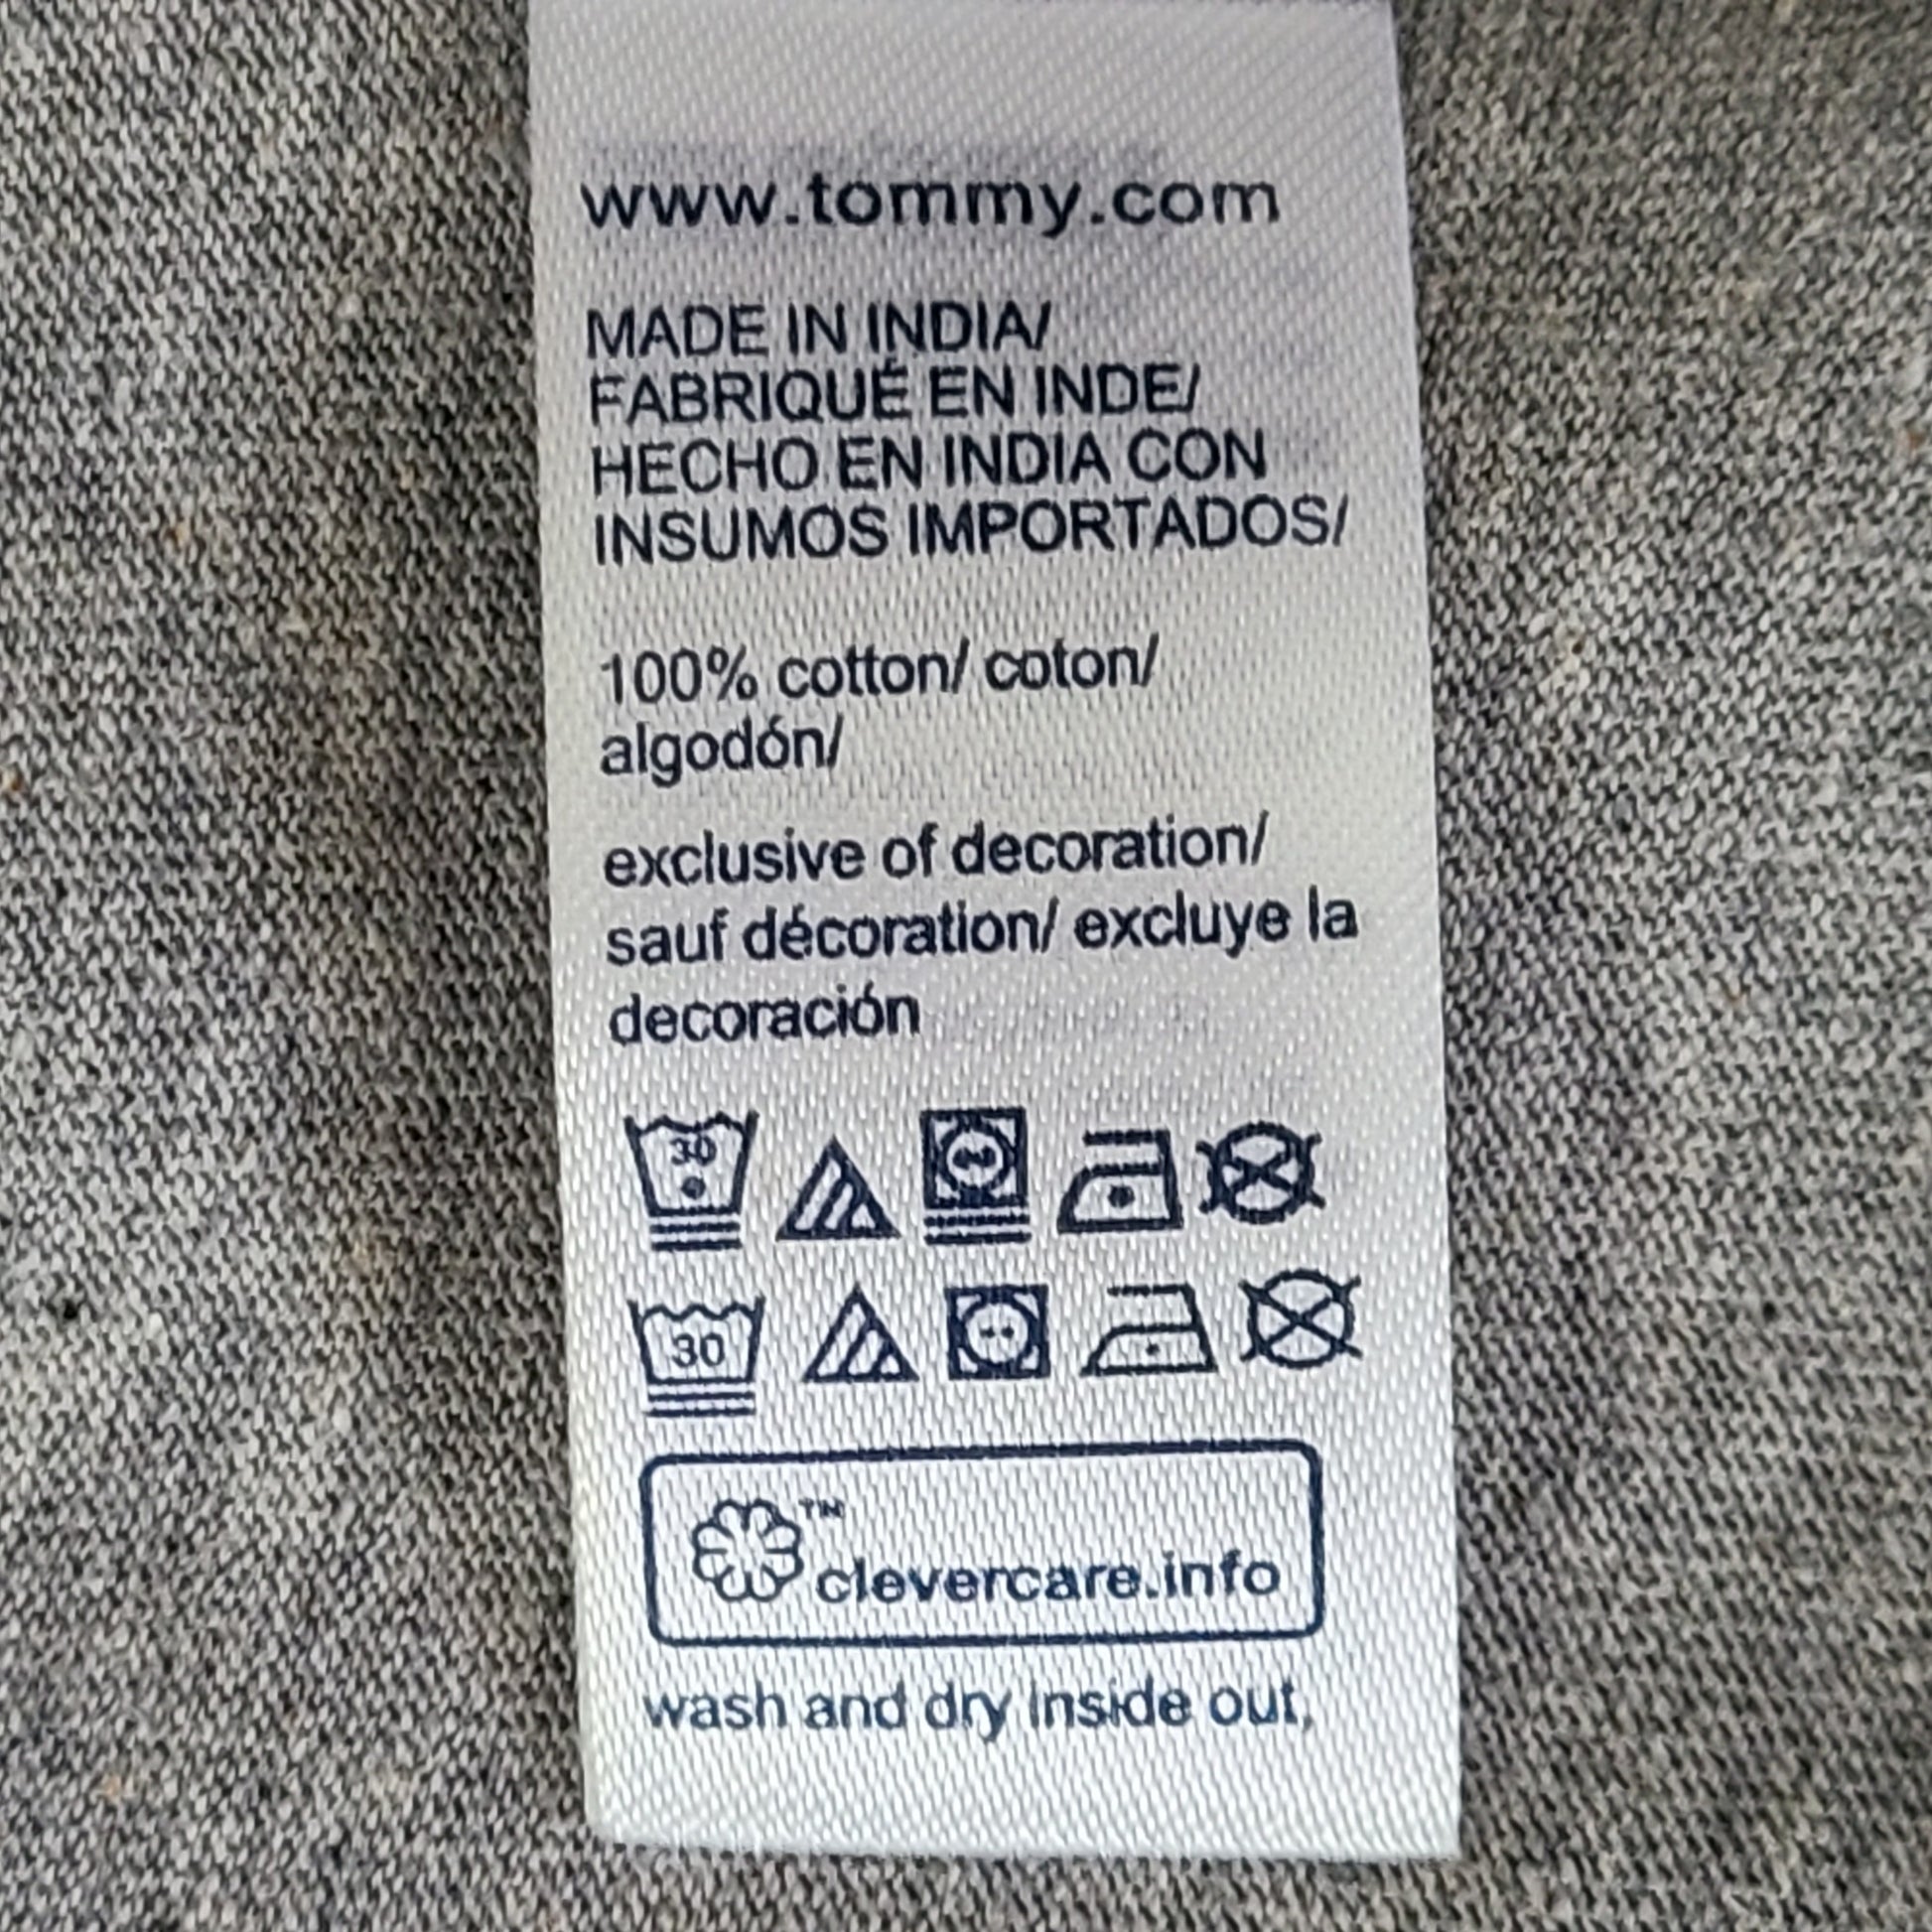 www.tommy.com
MADE IN INDIA/
FABRIQUÉ EN INDE/
HECHO EN INDIA CON
INSUMOS IMPORTADOS/
100% cotton/ coton/
algodón/
exclusive of decoration/
sauf décoration/ excluye la
decoración
30
30
TM
clevercare.info
wash and dry inside out,